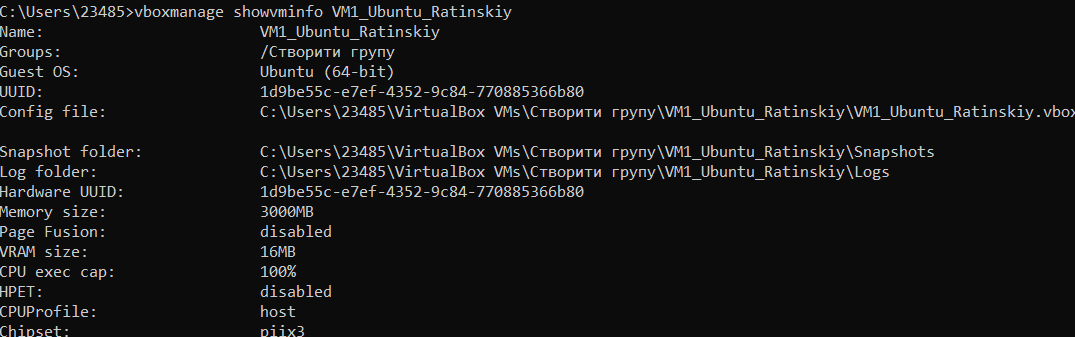 C:\Users\23485>vboxmanage showvminfo VM1_Ubuntu_Ratinskiy
Name: VM1_Ubuntu_Ratinskiy
Groups: /Створити групу
Guest OS: Ubuntu (64-bit)
UUID: 1d9be55c-e7ef-4352-9c84-770885366b80
Config file: C:\Users\23485\VirtualBox VMs\Створити групу\VM1_Ubuntu_Ratinskiy\VM1_Ubuntu_Ratinskiy.vbox
Snapshot folder: C:\Users\23485\VirtualBox VMs\Створити групу\VM1_Ubuntu_Ratinskiy\Snapshots
Log folder: C:\Users\23485\VirtualBox VMs\Створити групу\VM1_Ubuntu_Ratinskiy\Logs
Hardware UUID: 1d9be55c-e7ef-4352-9c84-770885366b80
Memory size: 3000MB
Page Fusion: disabled
VRAM size: 16MB
CPU exec cap: 100%
HPET: disabled
CPUProfile: host
Chipset: piix3